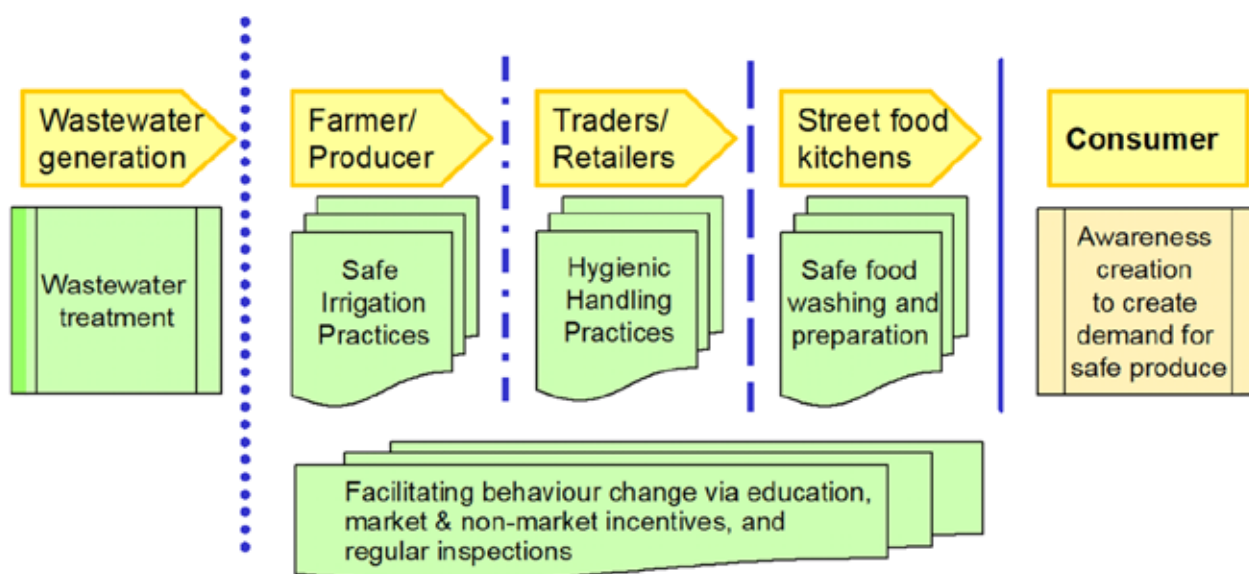 Wastewater
generation
Farmer/
Producer
Traders/
Retailers
Street food
kitchens
Consumer
Wastewater
treatment
Safe
Irrigation
Practices
Hygienic
Handling
Practices
Safe food
washing and
preparation
Awareness
creation
to create
demand for
safe produce
Facilitating behaviour change via education,
market & non-market incentives, and
regular inspections